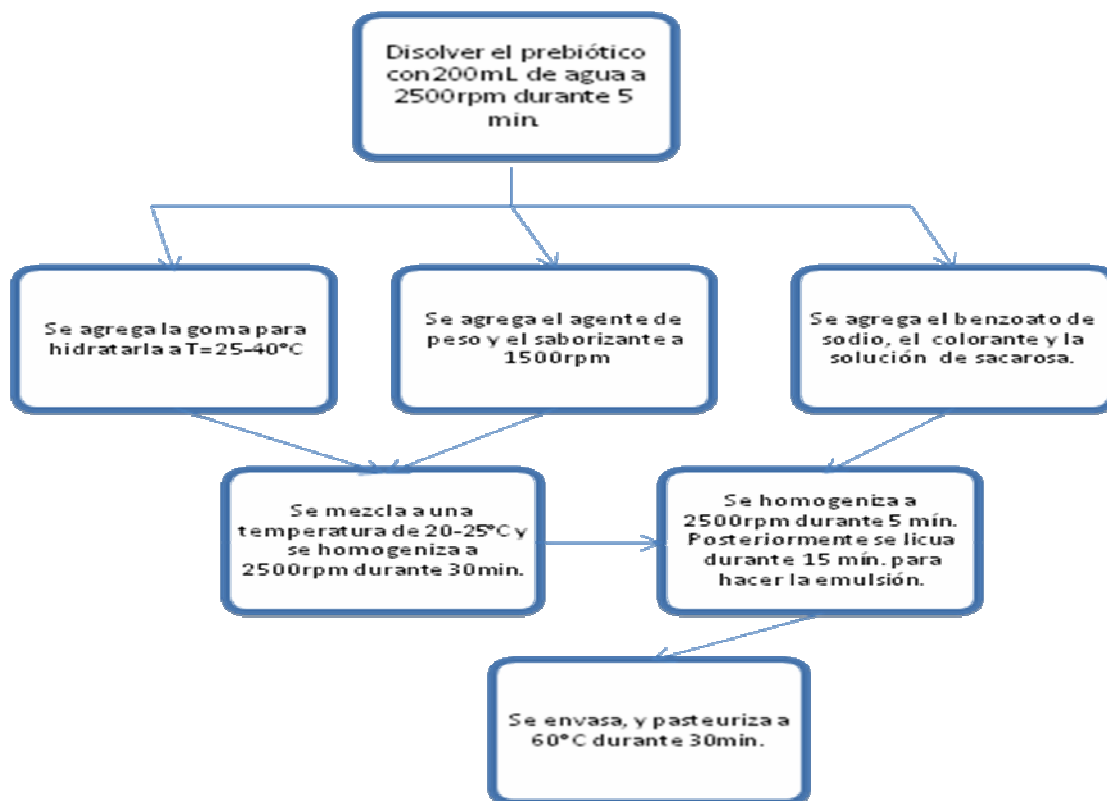 Disolver el prebiótico
con 200mL de agua a
2500rpm durante 5
min.
Se agrega la goma para
hidratarla a T=25-40°C
Se agrega el agente de
peso y el saborizante a
1500rpm
Se agrega el benzoato de
sodio, el colorante y la
solución de sacarosa.
Se mezcla a una
temperatura de 20-25°C y
se homogeniza a
2500rpm durante 30min.
Se homogeniza a
2500rpm durante 5 mín.
Posteriormente se licua
durante 15 mín. para
hacer la emulsión.
Se envasa, y pasteuriza a
60°C durante 30min.